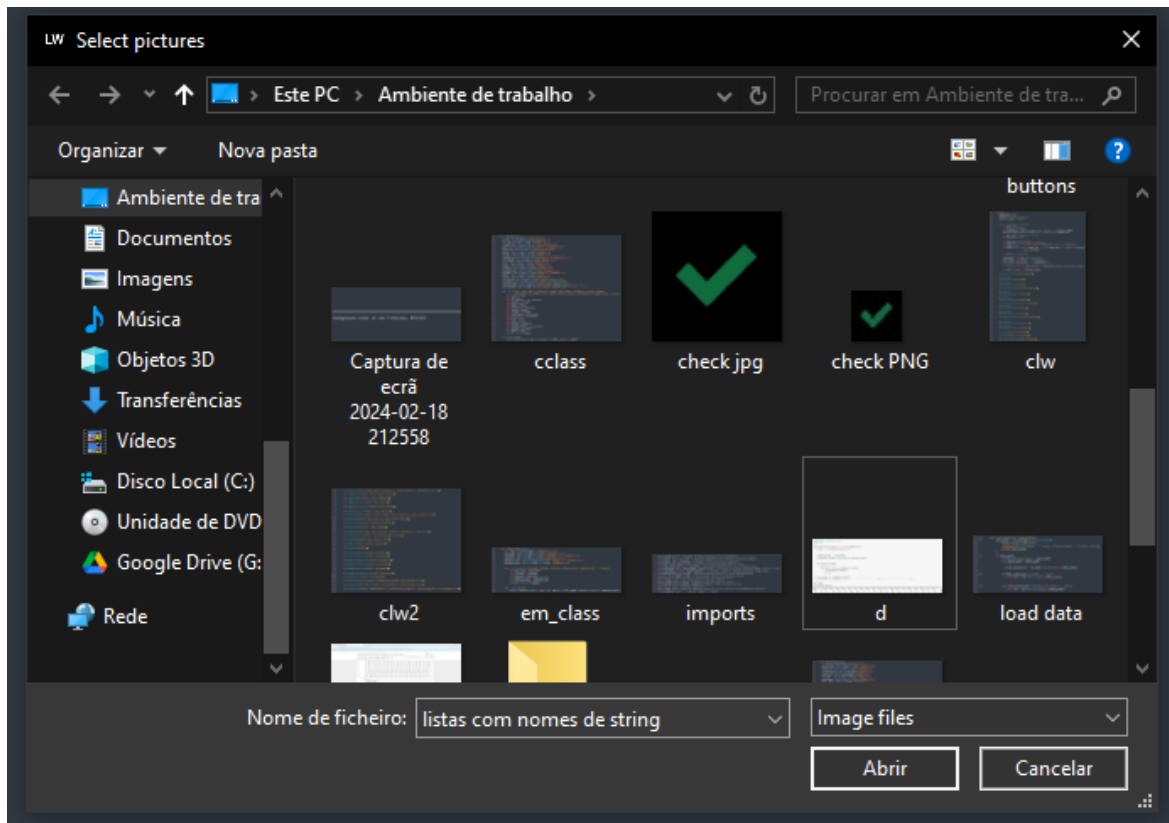 LW Select pictures
Este PC > Ambiente de trabalho >
Procurar em Ambiente de tra...
Organizar
Nova pasta
?
Ambiente de tra
Documentos
Imagens
Música
Objetos 3D
Transferências
Vídeos
Disco Local (C:)
Unidade de DVD
Google Drive (G:
Rede
buttons
Captura de
ecrã
2024-02-18
212558
cclass
check jpg
check PNG
clw
clw2
em_class
imports
d
load data
Nome de ficheiro: listas com nomes de string
Image files
Abrir
Cancelar